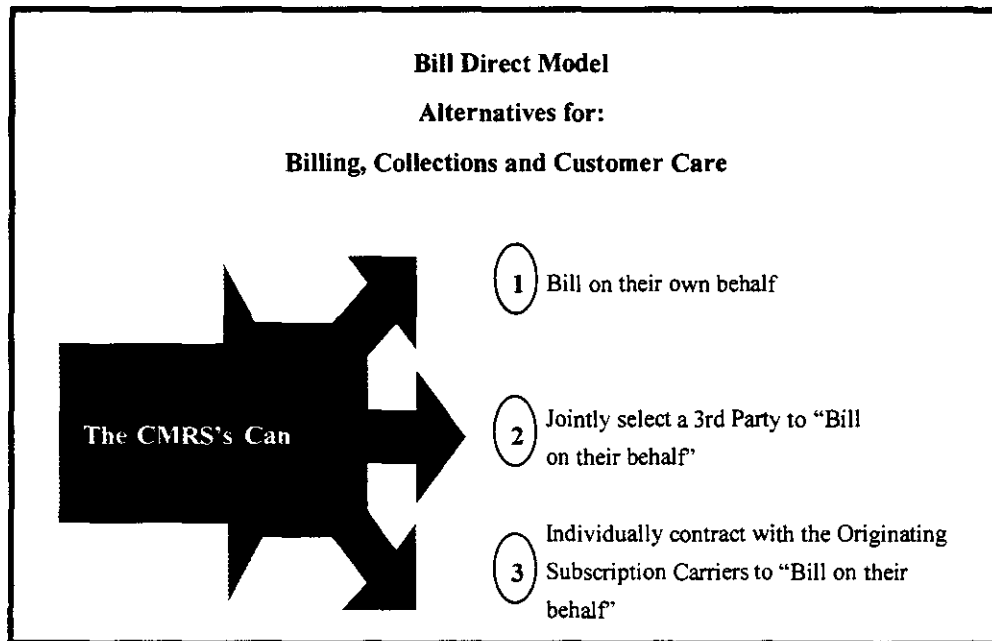 Bill Direct Model
Alternatives for:
Billing, Collections and Customer Care
The CMRS's Can
1 Bill on their own behalf
2 Jointly select a 3rd Party to “Bill
on their behalf”
3 Individually contract with the Originating
Subscription Carriers to “Bill on their
behalf”